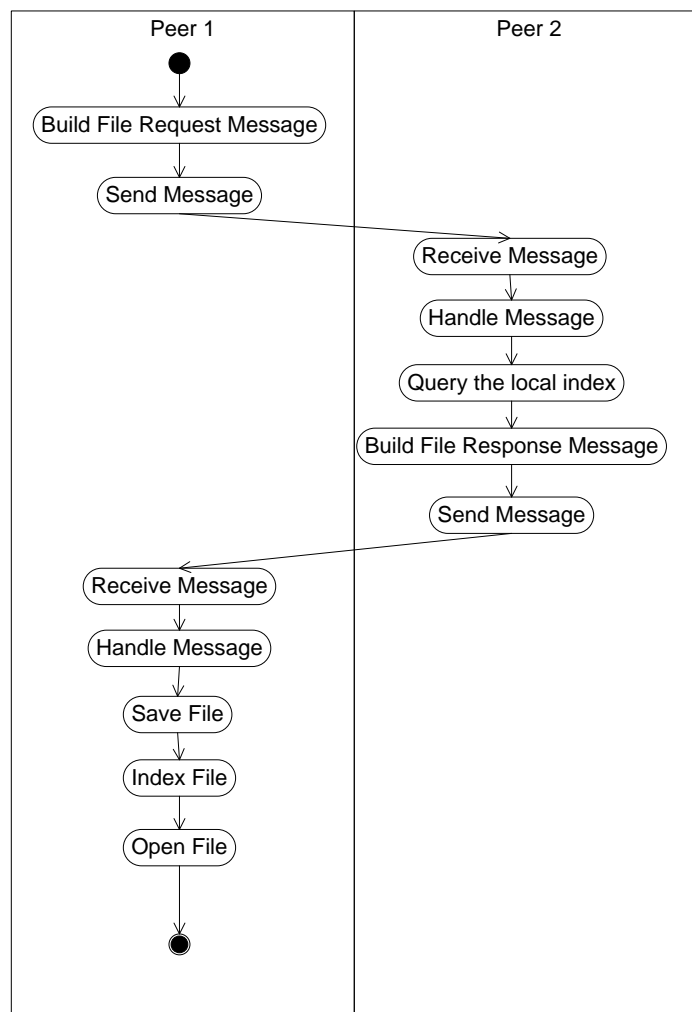 Peer 1
Peer 2
Build File Request Message
Send Message
Receive Message
Handle Message
Query the local index
Build File Response Message
Send Message
Receive Message
Handle Message
Save File
Index File
Open File